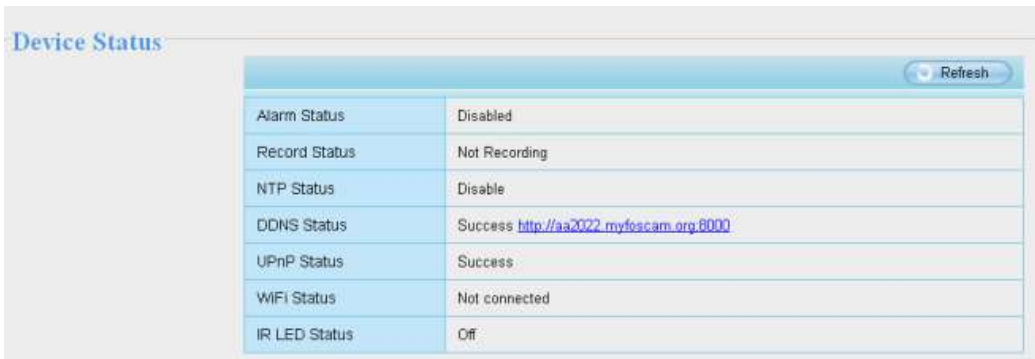 Device Status
Refresh
Alarm Status Disabled
Record Status Not Recording
NTP Status Disable
DDNS Status Success http://aa2022.myfoscam.org:8000
UPnP Status Success
WiFi Status Not connected
IR LED Status Off